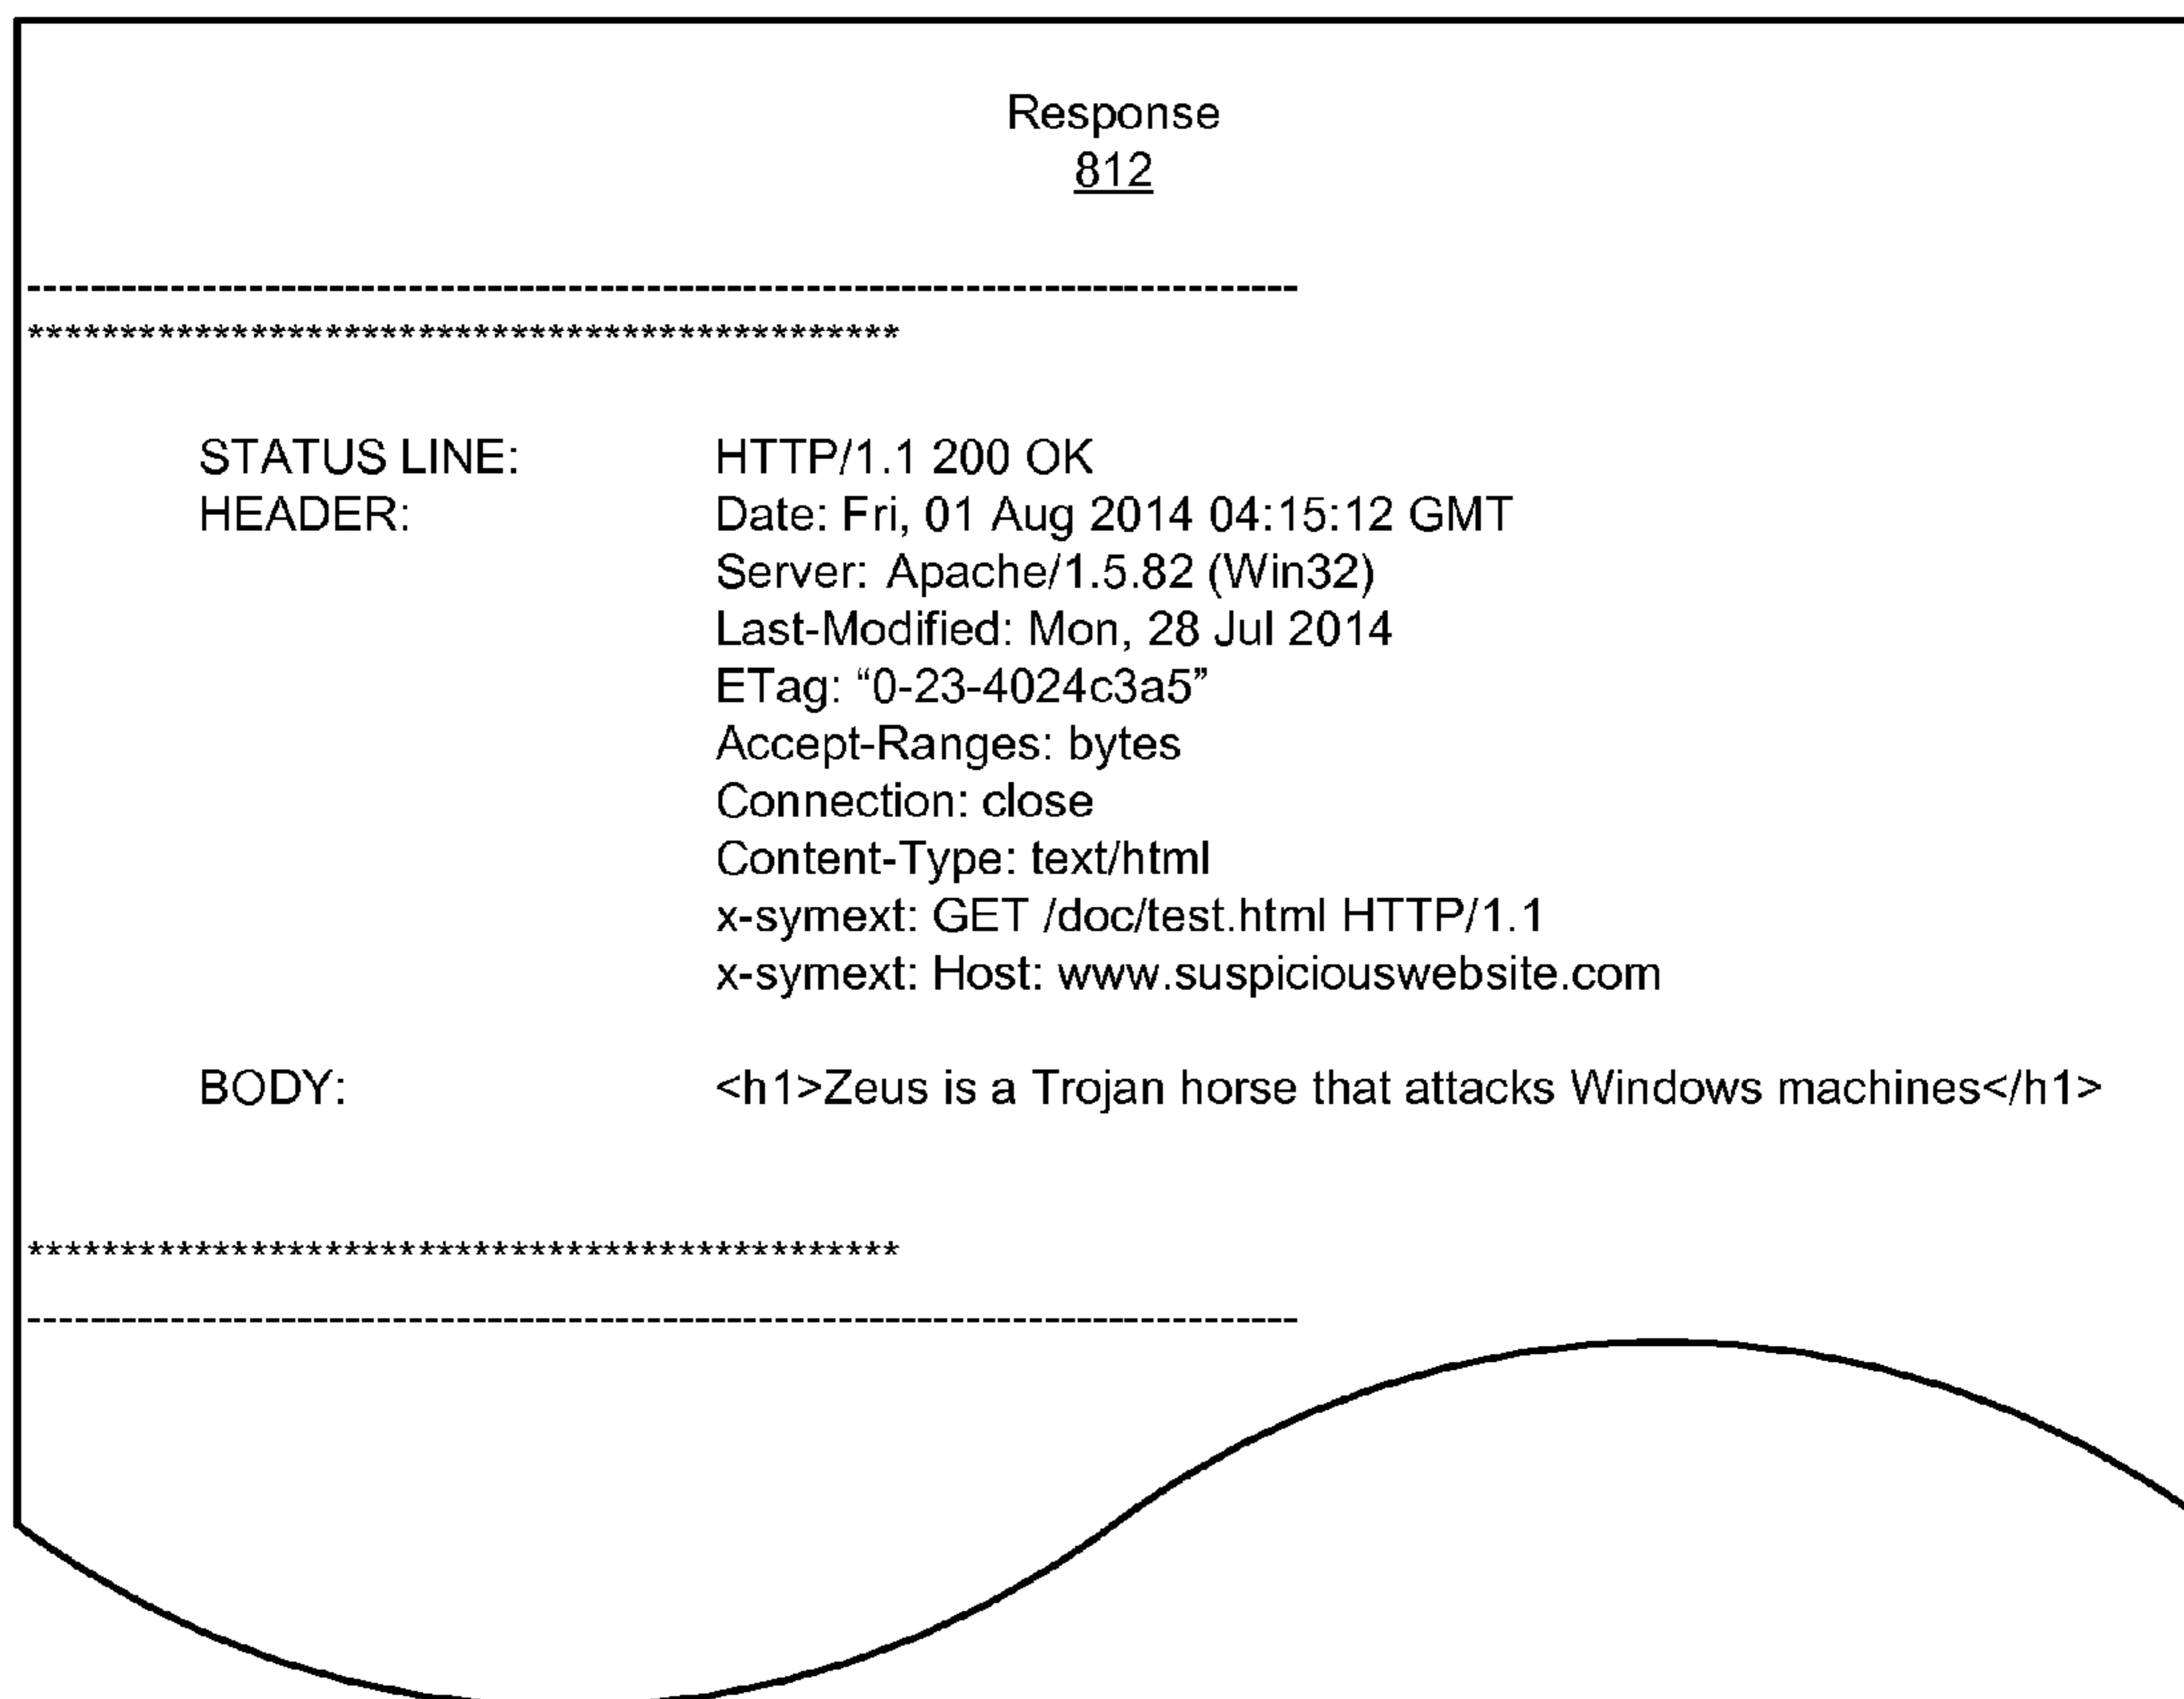 Response
812
--------------------------------------------------------------------------------
***********************************************
STATUS LINE: HTTP/1.1 200 OK
HEADER: Date: Fri, 01 Aug 2014 04:15:12 GMT
Server: Apache/1.5.82 (Win32)
Last-Modified: Mon, 28 Jul 2014
ETag: “0-23-4024c3a5”
Accept-Ranges: bytes
Connection: close
Content-Type: text/html
x-symext: GET /doc/test.html HTTP/1.1
x-symext: Host: www.suspiciouswebsite.com
BODY: <h1>Zeus is a Trojan horse that attacks Windows machines</h1>
***********************************************
--------------------------------------------------------------------------------